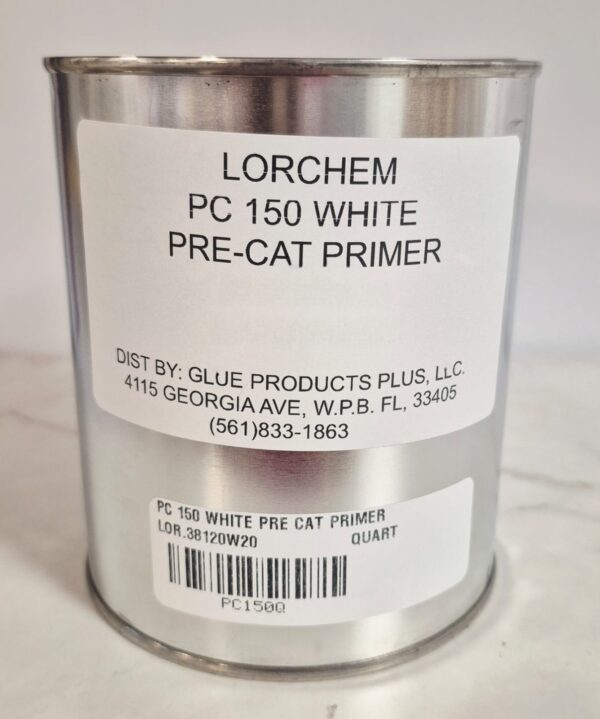 LORCHEM
PC 150 WHITE
PRE-CAT PRIMER
DIST BY: GLUE PRODUCTS PLUS, LLC.
4115 GEORGIA AVE, W.P.B. FL, 33405
(561)833-1863
PC 150 WHITE PRE CAT PRIMER
LOR.38120W20 QUART
PC150Q